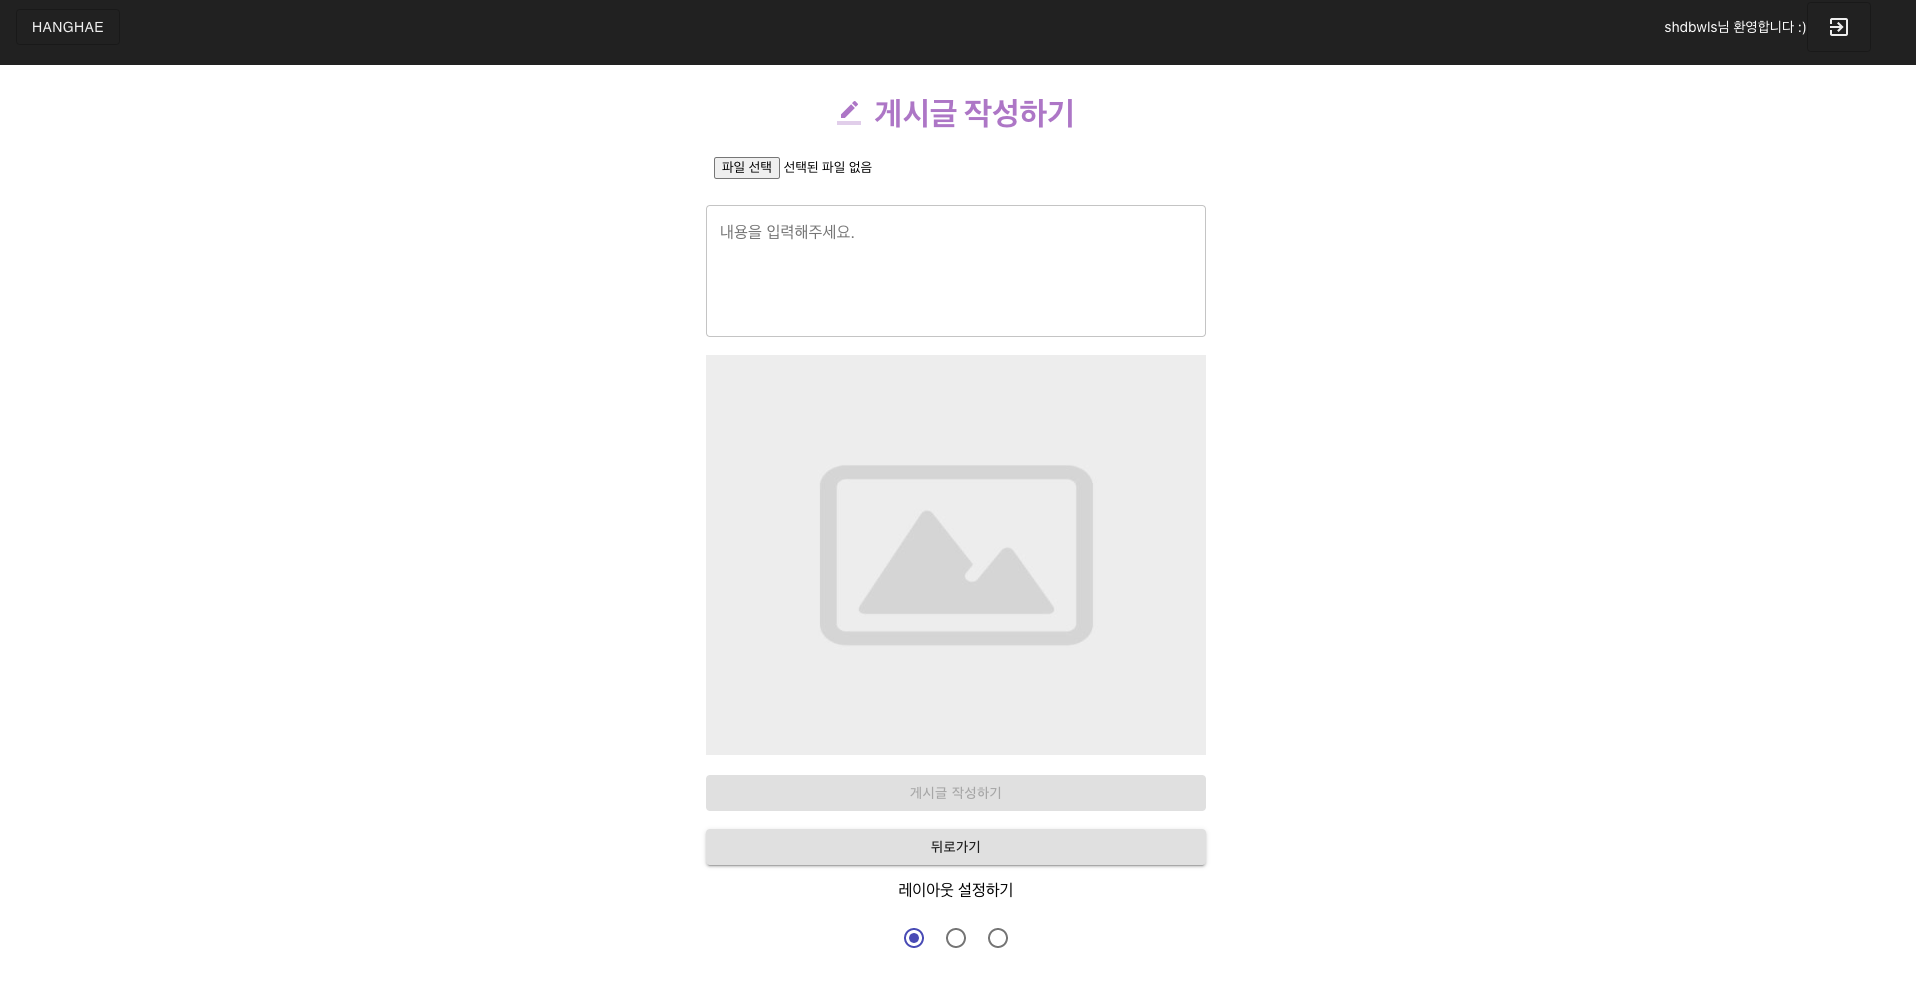 HANGHAE
shdbwls님 환영합니다 :)
게시글 작성하기
파일 선택 선택된 파일 없음
내용을 입력해주세요.
게시글 작성하기
뒤로가기
레이아웃 설정하기